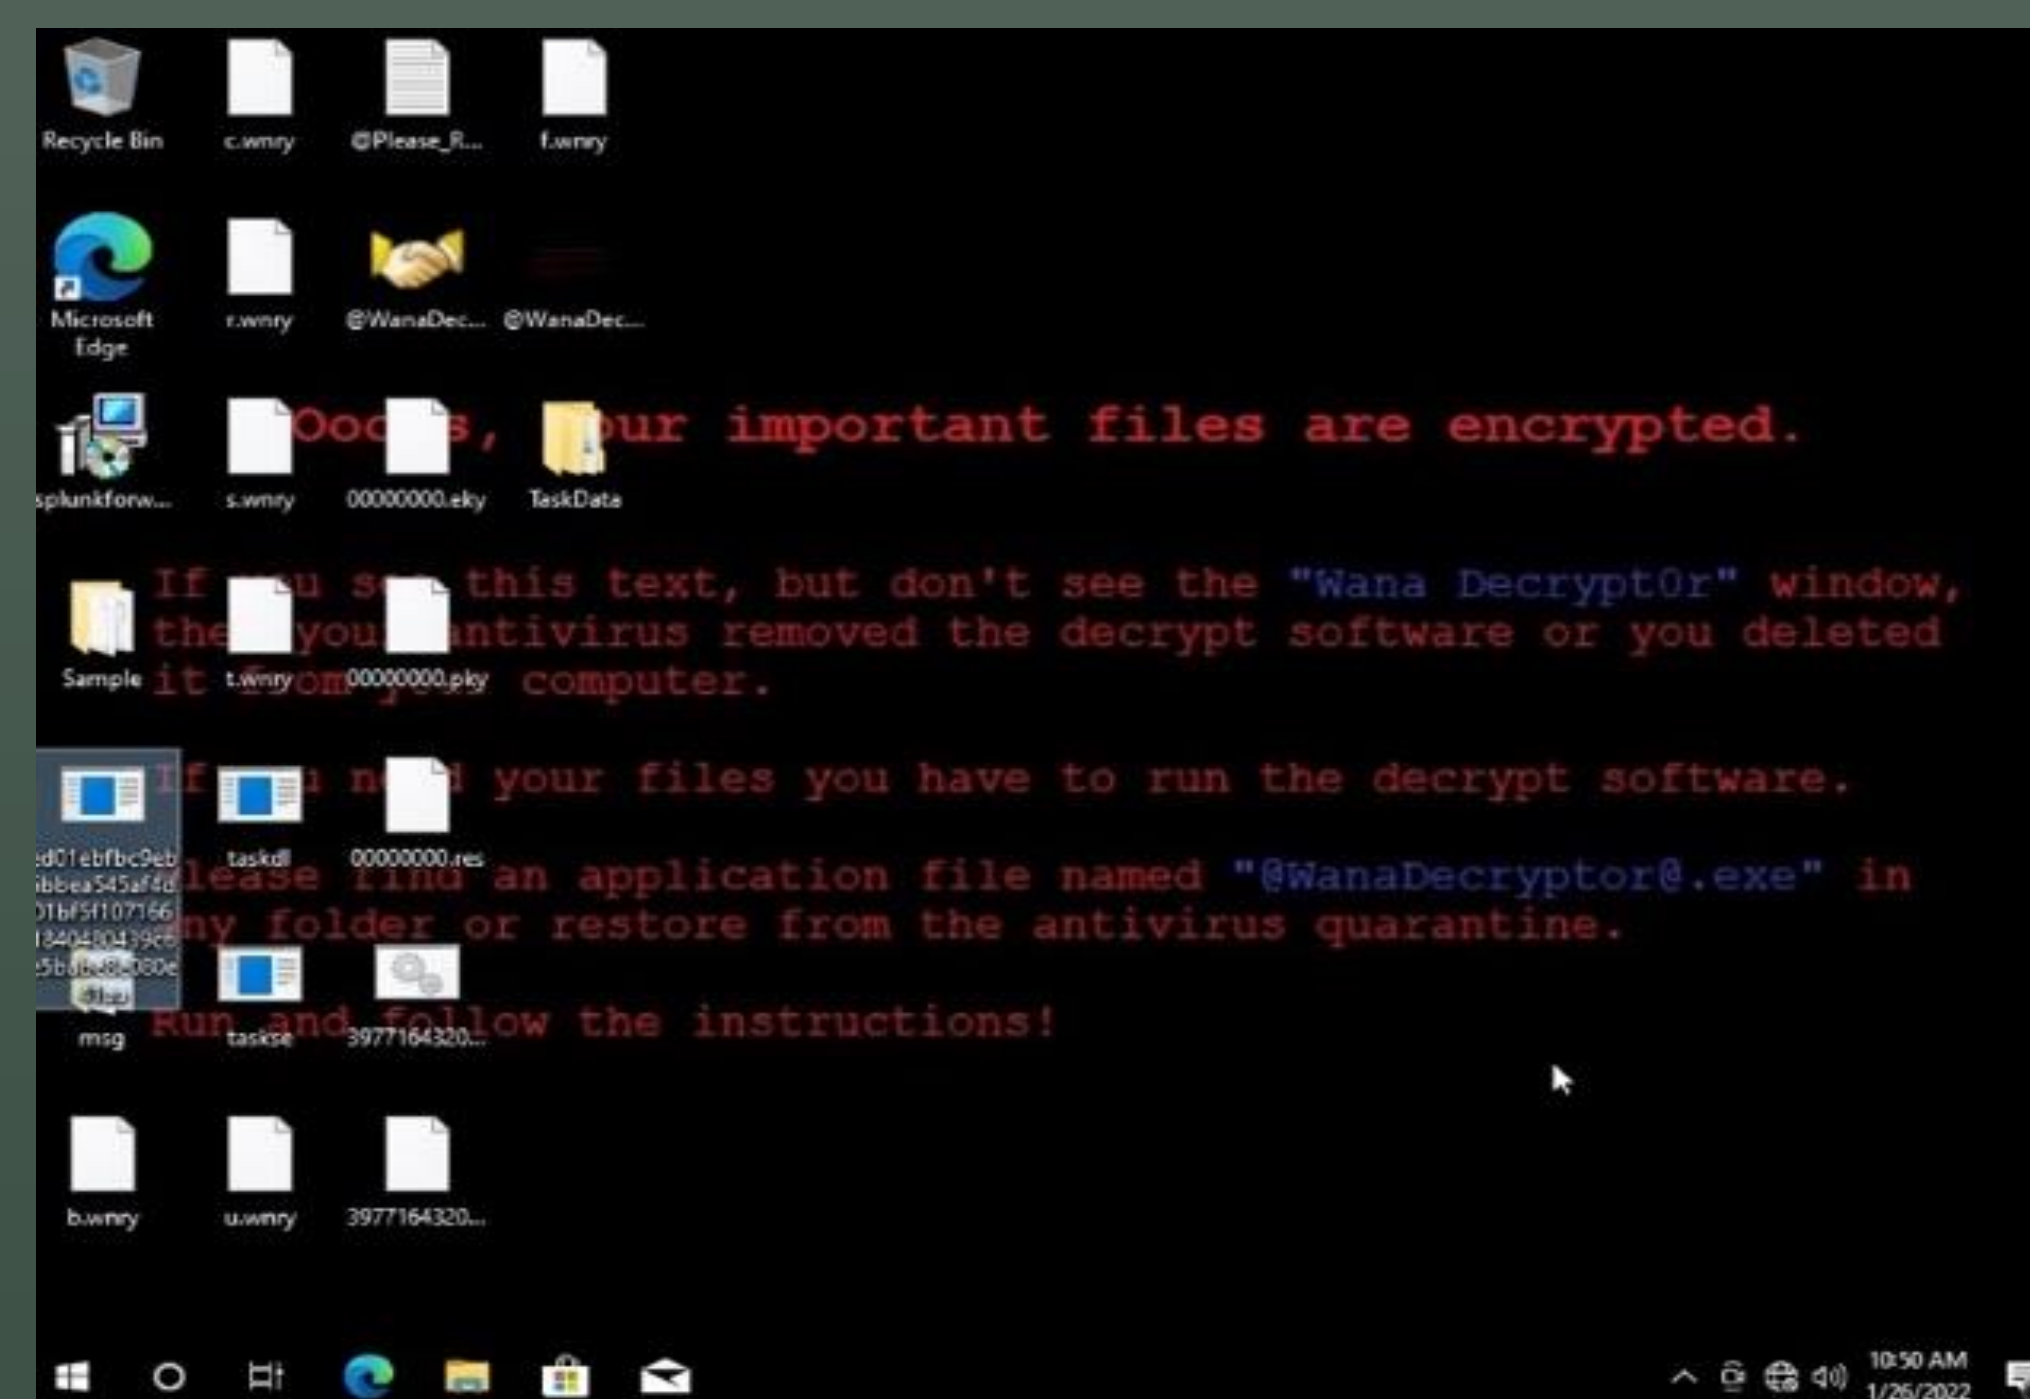 Recycle Bin
c.wnry
@Please_R...
f.wnry
Microsoft
Edge
r.wnry
@WanaDec...
@WanaDec...
important files are encrypted.
splunkforw...
s.wnry
00000000.eky
TaskData
If this text, but don't see the "Wana Decrypt0r" window,
antivirus removed the decrypt software or you deleted
it computer.
Sample
t.wnry
00000000.pky
If your files you have to run the decrypt software.
taskdl
00000000.res
an application file named "@WanaDecryptor@.exe" in
folder or restore from the antivirus quarantine.
Run and follow the instructions!
msg
taskse
3977164320...
b.wnry
u.wnry
3977164320...
10:50 AM
1/26/2022